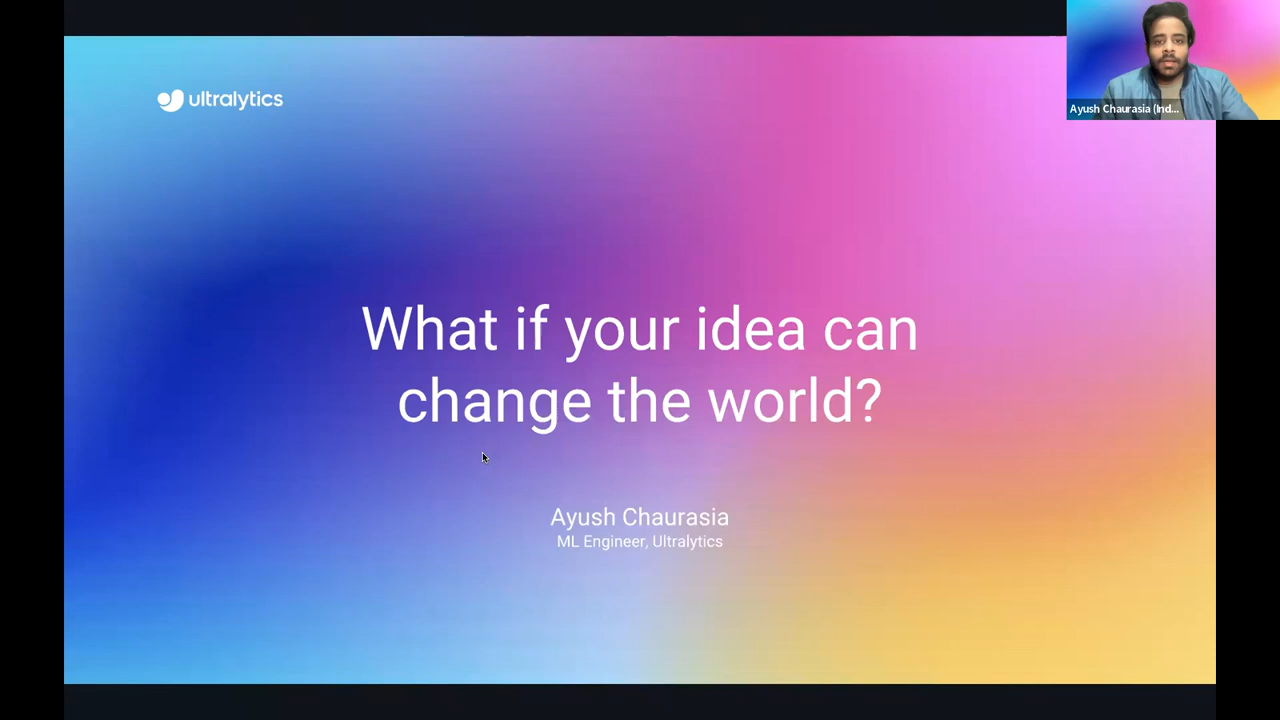 ultralytics
Ayush Chaurasia (Ind...
What if your idea can
change the world?
Ayush Chaurasia
ML Engineer, Ultralytics